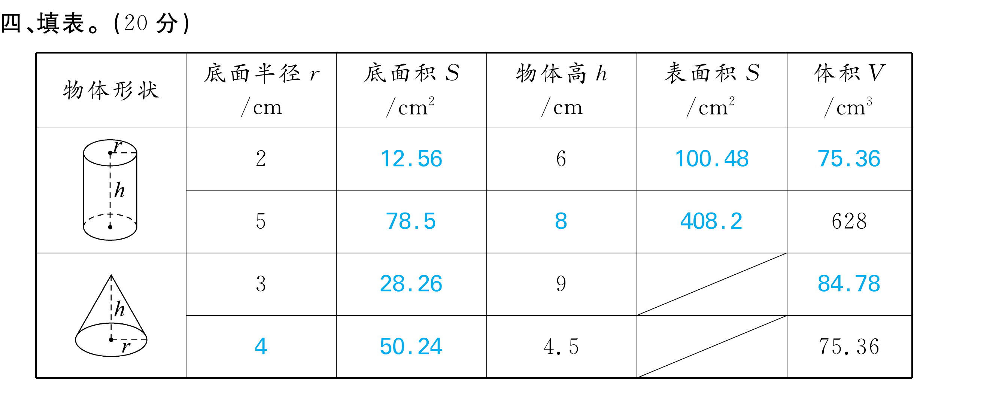 四、填表。(20 分)
物体形状 底面半径 r /cm 底面积 S /cm² 物体高 h /cm 表面积 S /cm² 体积 V /cm³
r
h
2 12.56 6 100.48 75.36
5 78.5 8 408.2 628
h
r
3 28.26 9 84.78
4 50.24 4.5 75.36